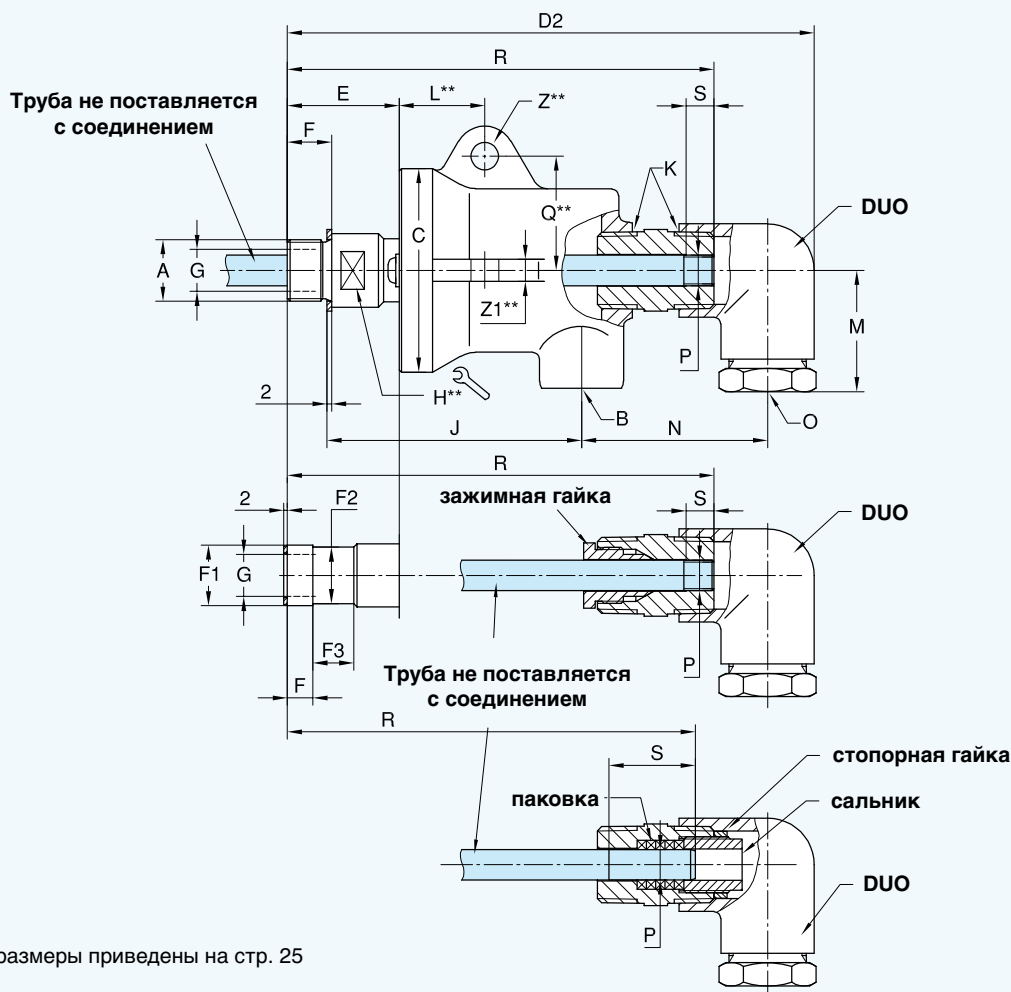 D2
R
Труба не поставляется
с соединением
E
L**
Z**
S
F
K
DUO
Q**
A
G
C
Z1**
M
P
2
H**
B
O
J
N
R
зажимная гайка
S
DUO
2
F2
F1
G
F3
P
F
Труба не поставляется
с соединением
R
S
стопорная гайка
паковка
сальник
DUO
P
размеры приведены на стр. 25